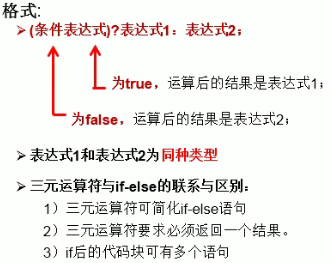 格式:
(条件表达式)?表达式1：表达式2；
为true，运算后的结果是表达式1；
为false，运算后的结果是表达式2；
表达式1和表达式2为同种类型
三元运算符与if-else的联系与区别：
1）三元运算符可简化if-else语句
2）三元运算符要求必须返回一个结果。
3）if后的代码块可有多个语句